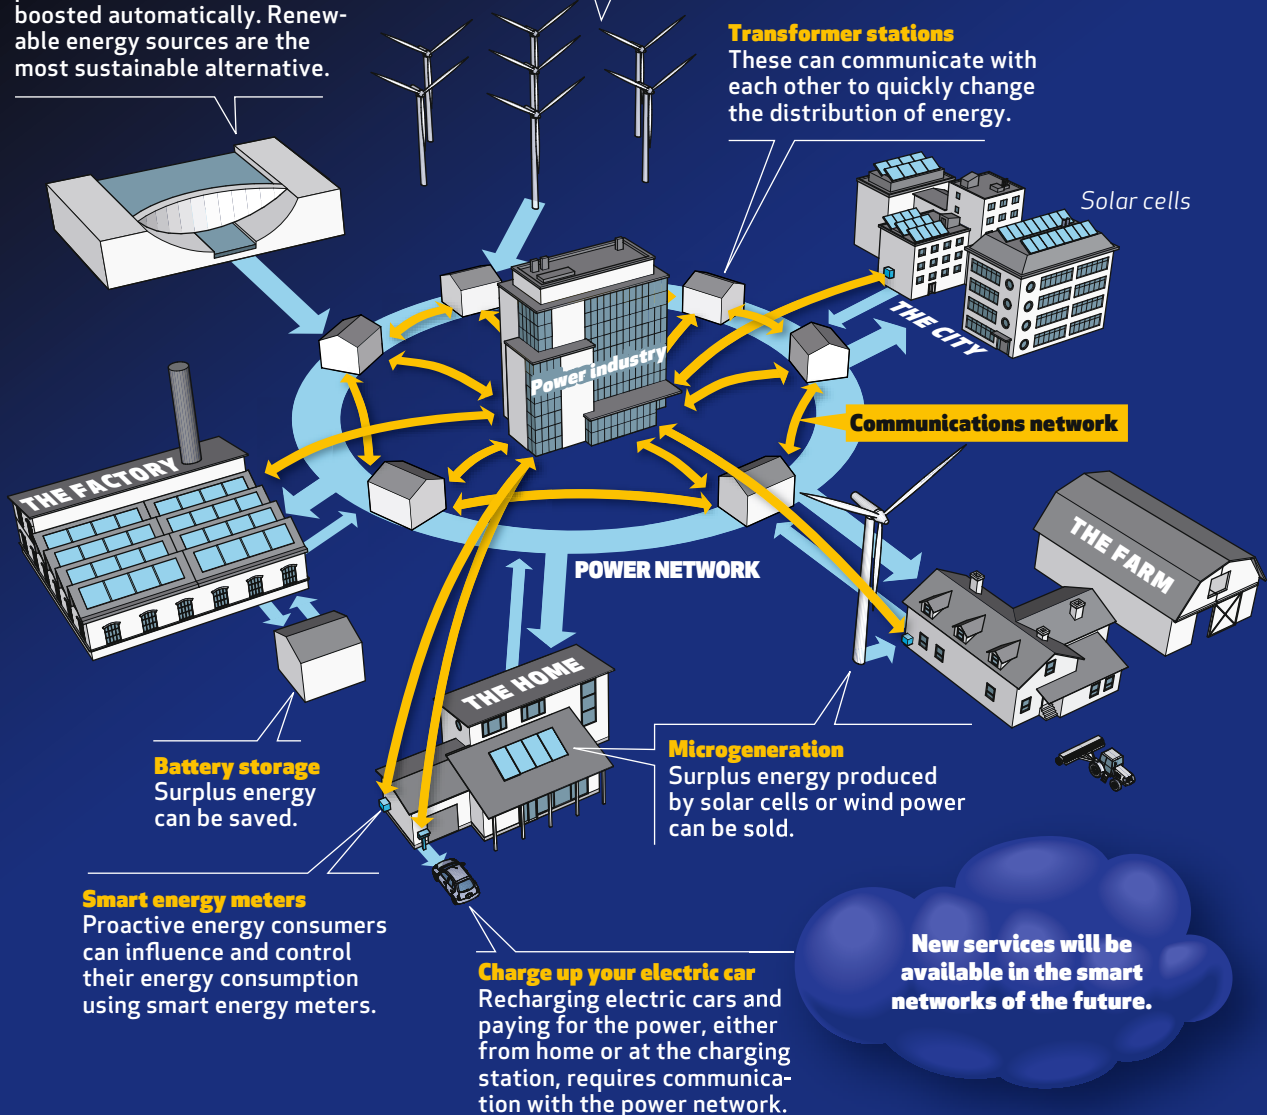 boosted automatically. Renew-
able energy sources are the
most sustainable alternative.
Transformer stations
These can communicate with
each other to quickly change
the distribution of energy.
Solar cells
THE CITY
Power industry
Communications network
THE FACTORY
THE FARM
POWER NETWORK
THE HOME
Battery storage
Surplus energy
can be saved.
Microgeneration
Surplus energy produced
by solar cells or wind power
can be sold.
Smart energy meters
Proactive energy consumers
can influence and control
their energy consumption
using smart energy meters.
Charge up your electric car
Recharging electric cars and
paying for the power, either
from home or at the charging
station, requires communica-
tion with the power network.
New services will be
available in the smart
networks of the future.